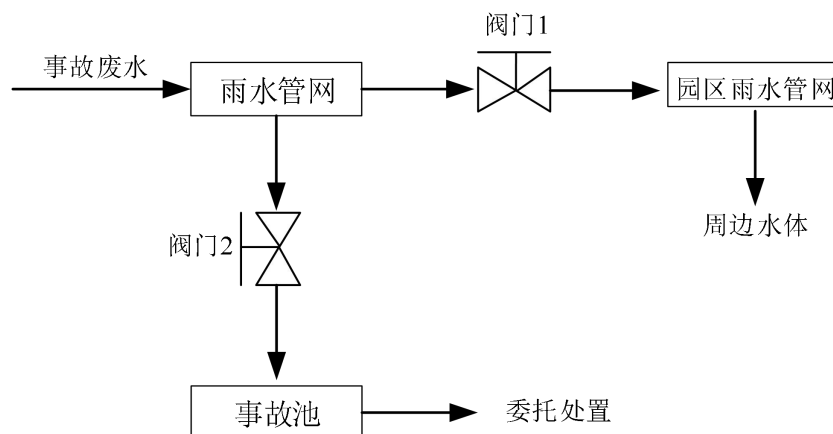 阀门1
事故废水
雨水管网
园区雨水管网
周边水体
阀门2
事故池
委托处置